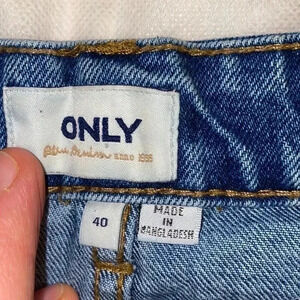 ONLY
Blue Denim anno 1995
40
MADE
IN
BANGLADESH